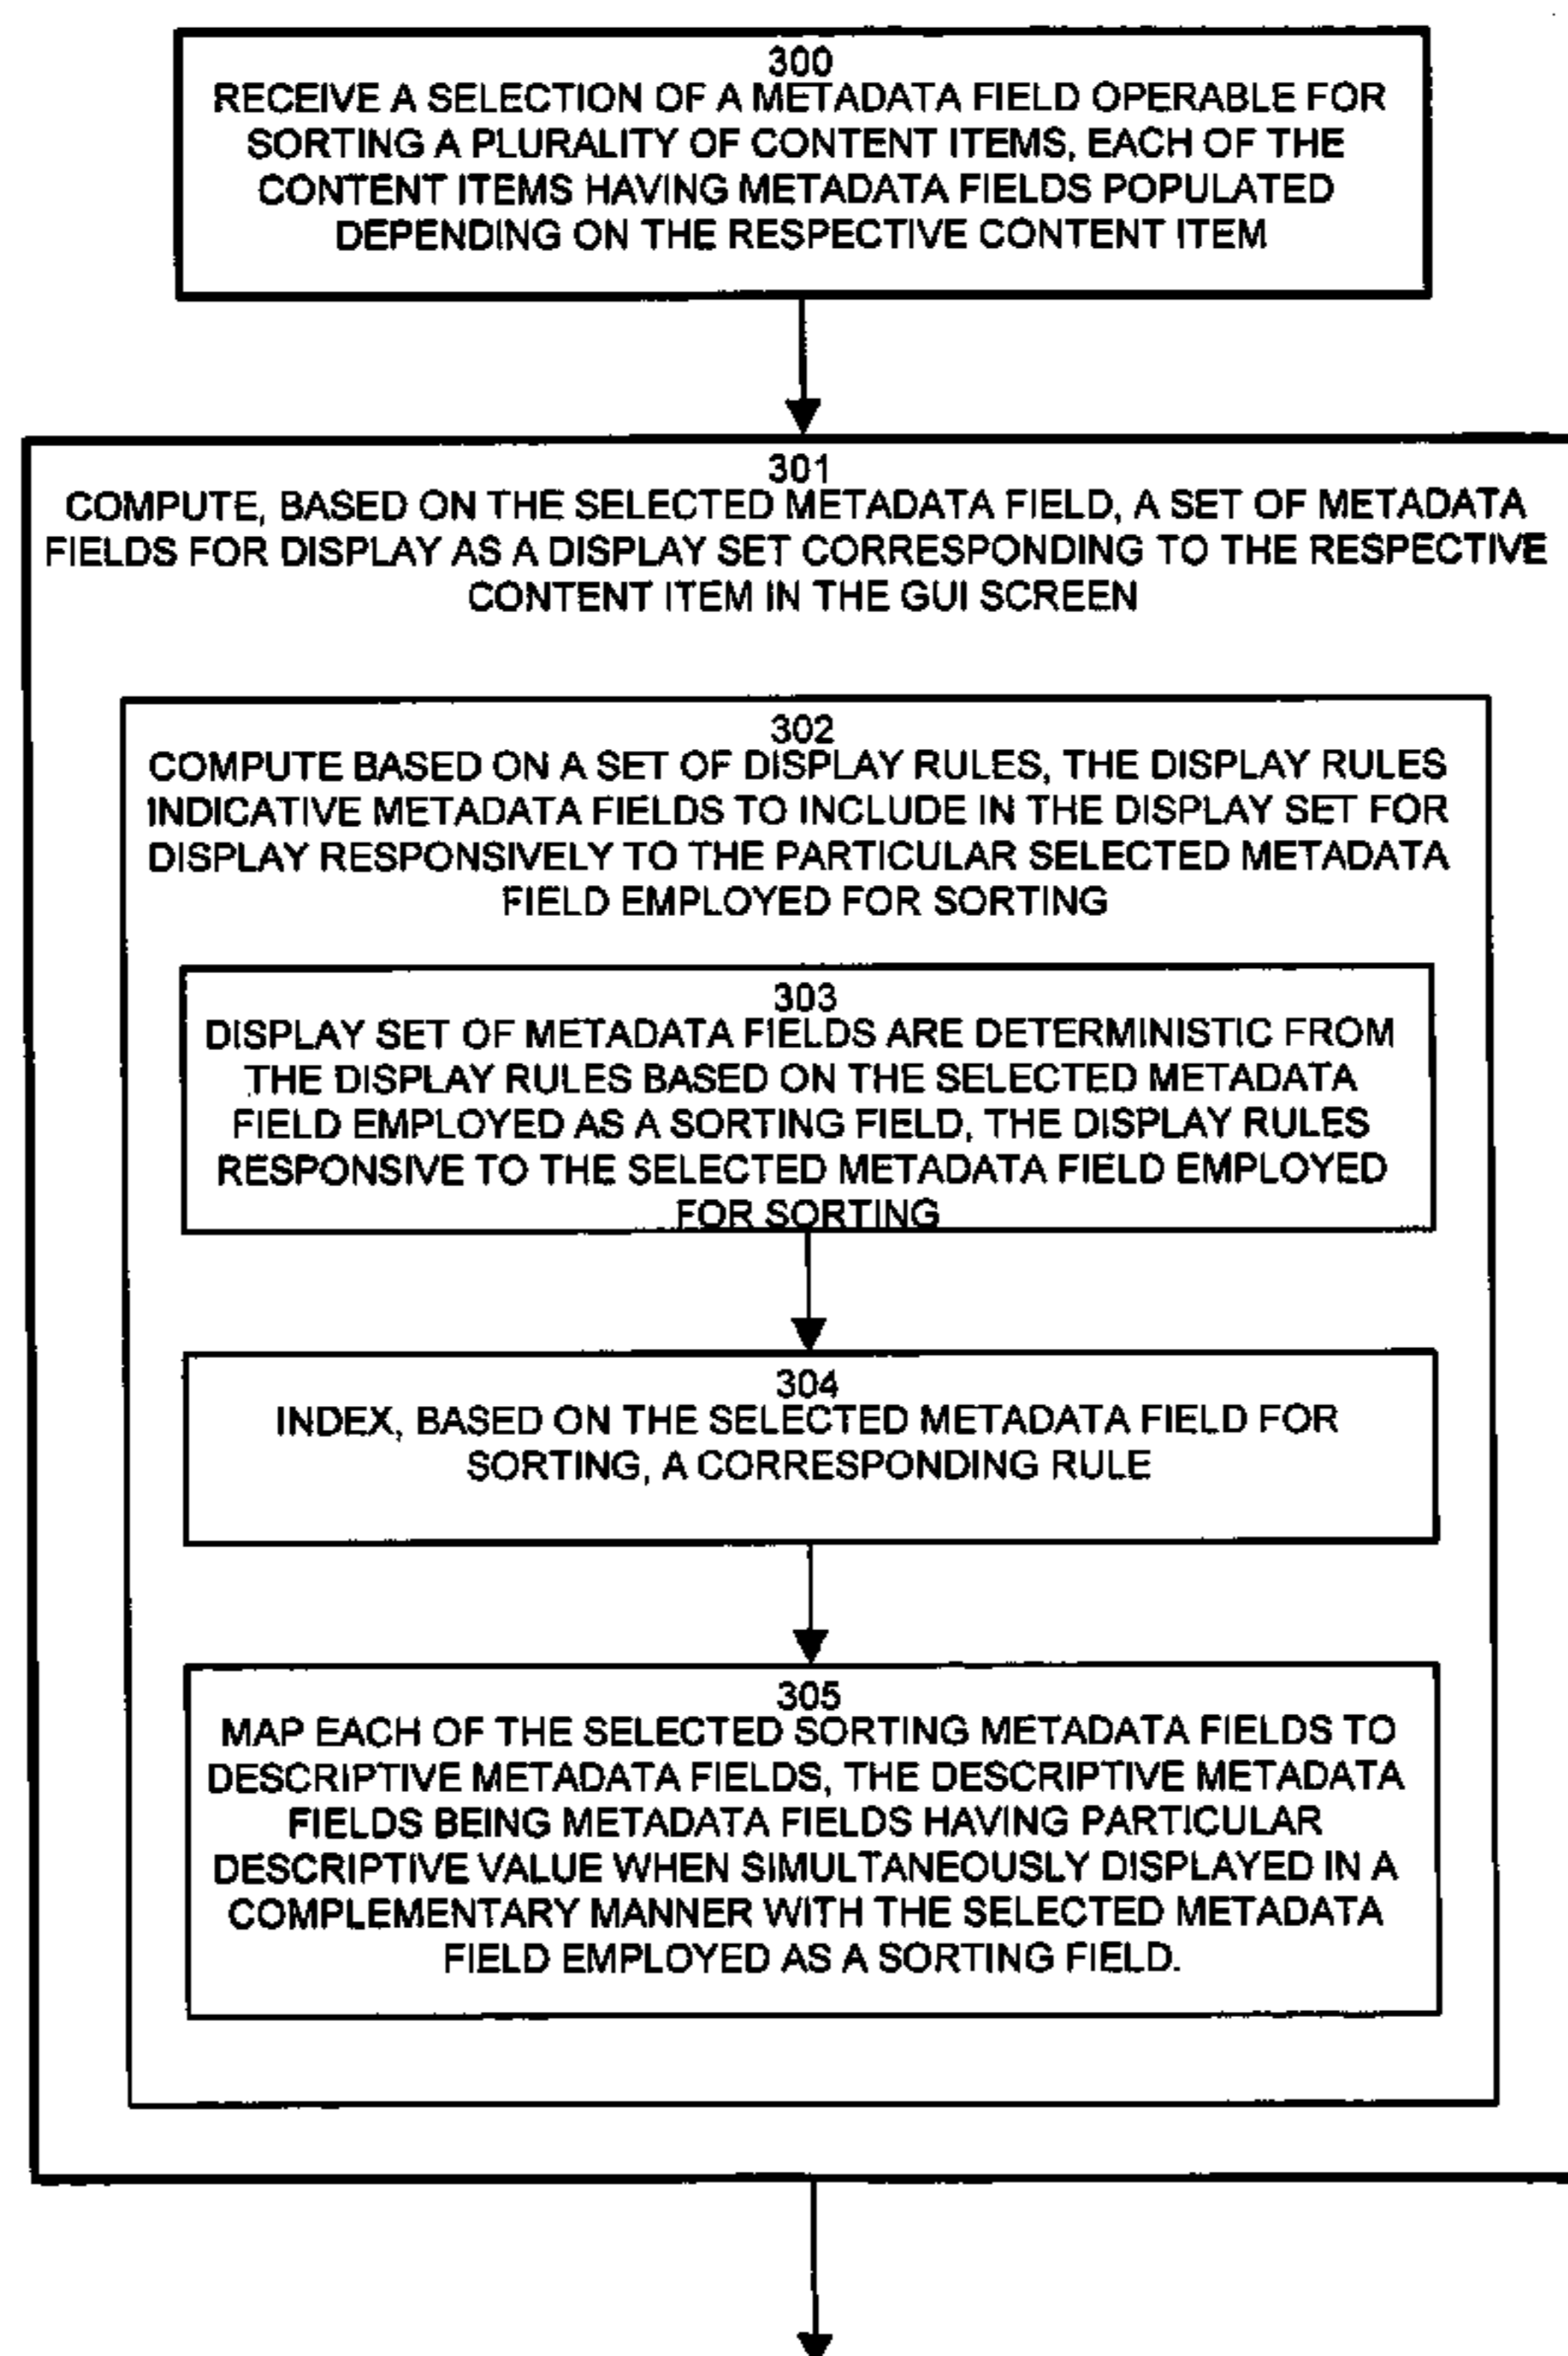 300
RECEIVE A SELECTION OF A METADATA FIELD OPERABLE FOR
SORTING A PLURALITY OF CONTENT ITEMS, EACH OF THE
CONTENT ITEMS HAVING METADATA FIELDS POPULATED
DEPENDING ON THE RESPECTIVE CONTENT ITEM
301
COMPUTE, BASED ON THE SELECTED METADATA FIELD, A SET OF METADATA
FIELDS FOR DISPLAY AS A DISPLAY SET CORRESPONDING TO THE RESPECTIVE
CONTENT ITEM IN THE GUI SCREEN
302
COMPUTE BASED ON A SET OF DISPLAY RULES, THE DISPLAY RULES
INDICATIVE METADATA FIELDS TO INCLUDE IN THE DISPLAY SET FOR
DISPLAY RESPONSIVELY TO THE PARTICULAR SELECTED METADATA
FIELD EMPLOYED FOR SORTING
303
DISPLAY SET OF METADATA FIELDS ARE DETERMINISTIC FROM
THE DISPLAY RULES BASED ON THE SELECTED METADATA
FIELD EMPLOYED AS A SORTING FIELD, THE DISPLAY RULES
RESPONSIVE TO THE SELECTED METADATA FIELD EMPLOYED
FOR SORTING
304
INDEX, BASED ON THE SELECTED METADATA FIELD FOR
SORTING, A CORRESPONDING RULE
305
MAP EACH OF THE SELECTED SORTING METADATA FIELDS TO
DESCRIPTIVE METADATA FIELDS, THE DESCRIPTIVE METADATA
FIELDS BEING METADATA FIELDS HAVING PARTICULAR
DESCRIPTIVE VALUE WHEN SIMULTANEOUSLY DISPLAYED IN A
COMPLEMENTARY MANNER WITH THE SELECTED METADATA
FIELD EMPLOYED AS A SORTING FIELD.